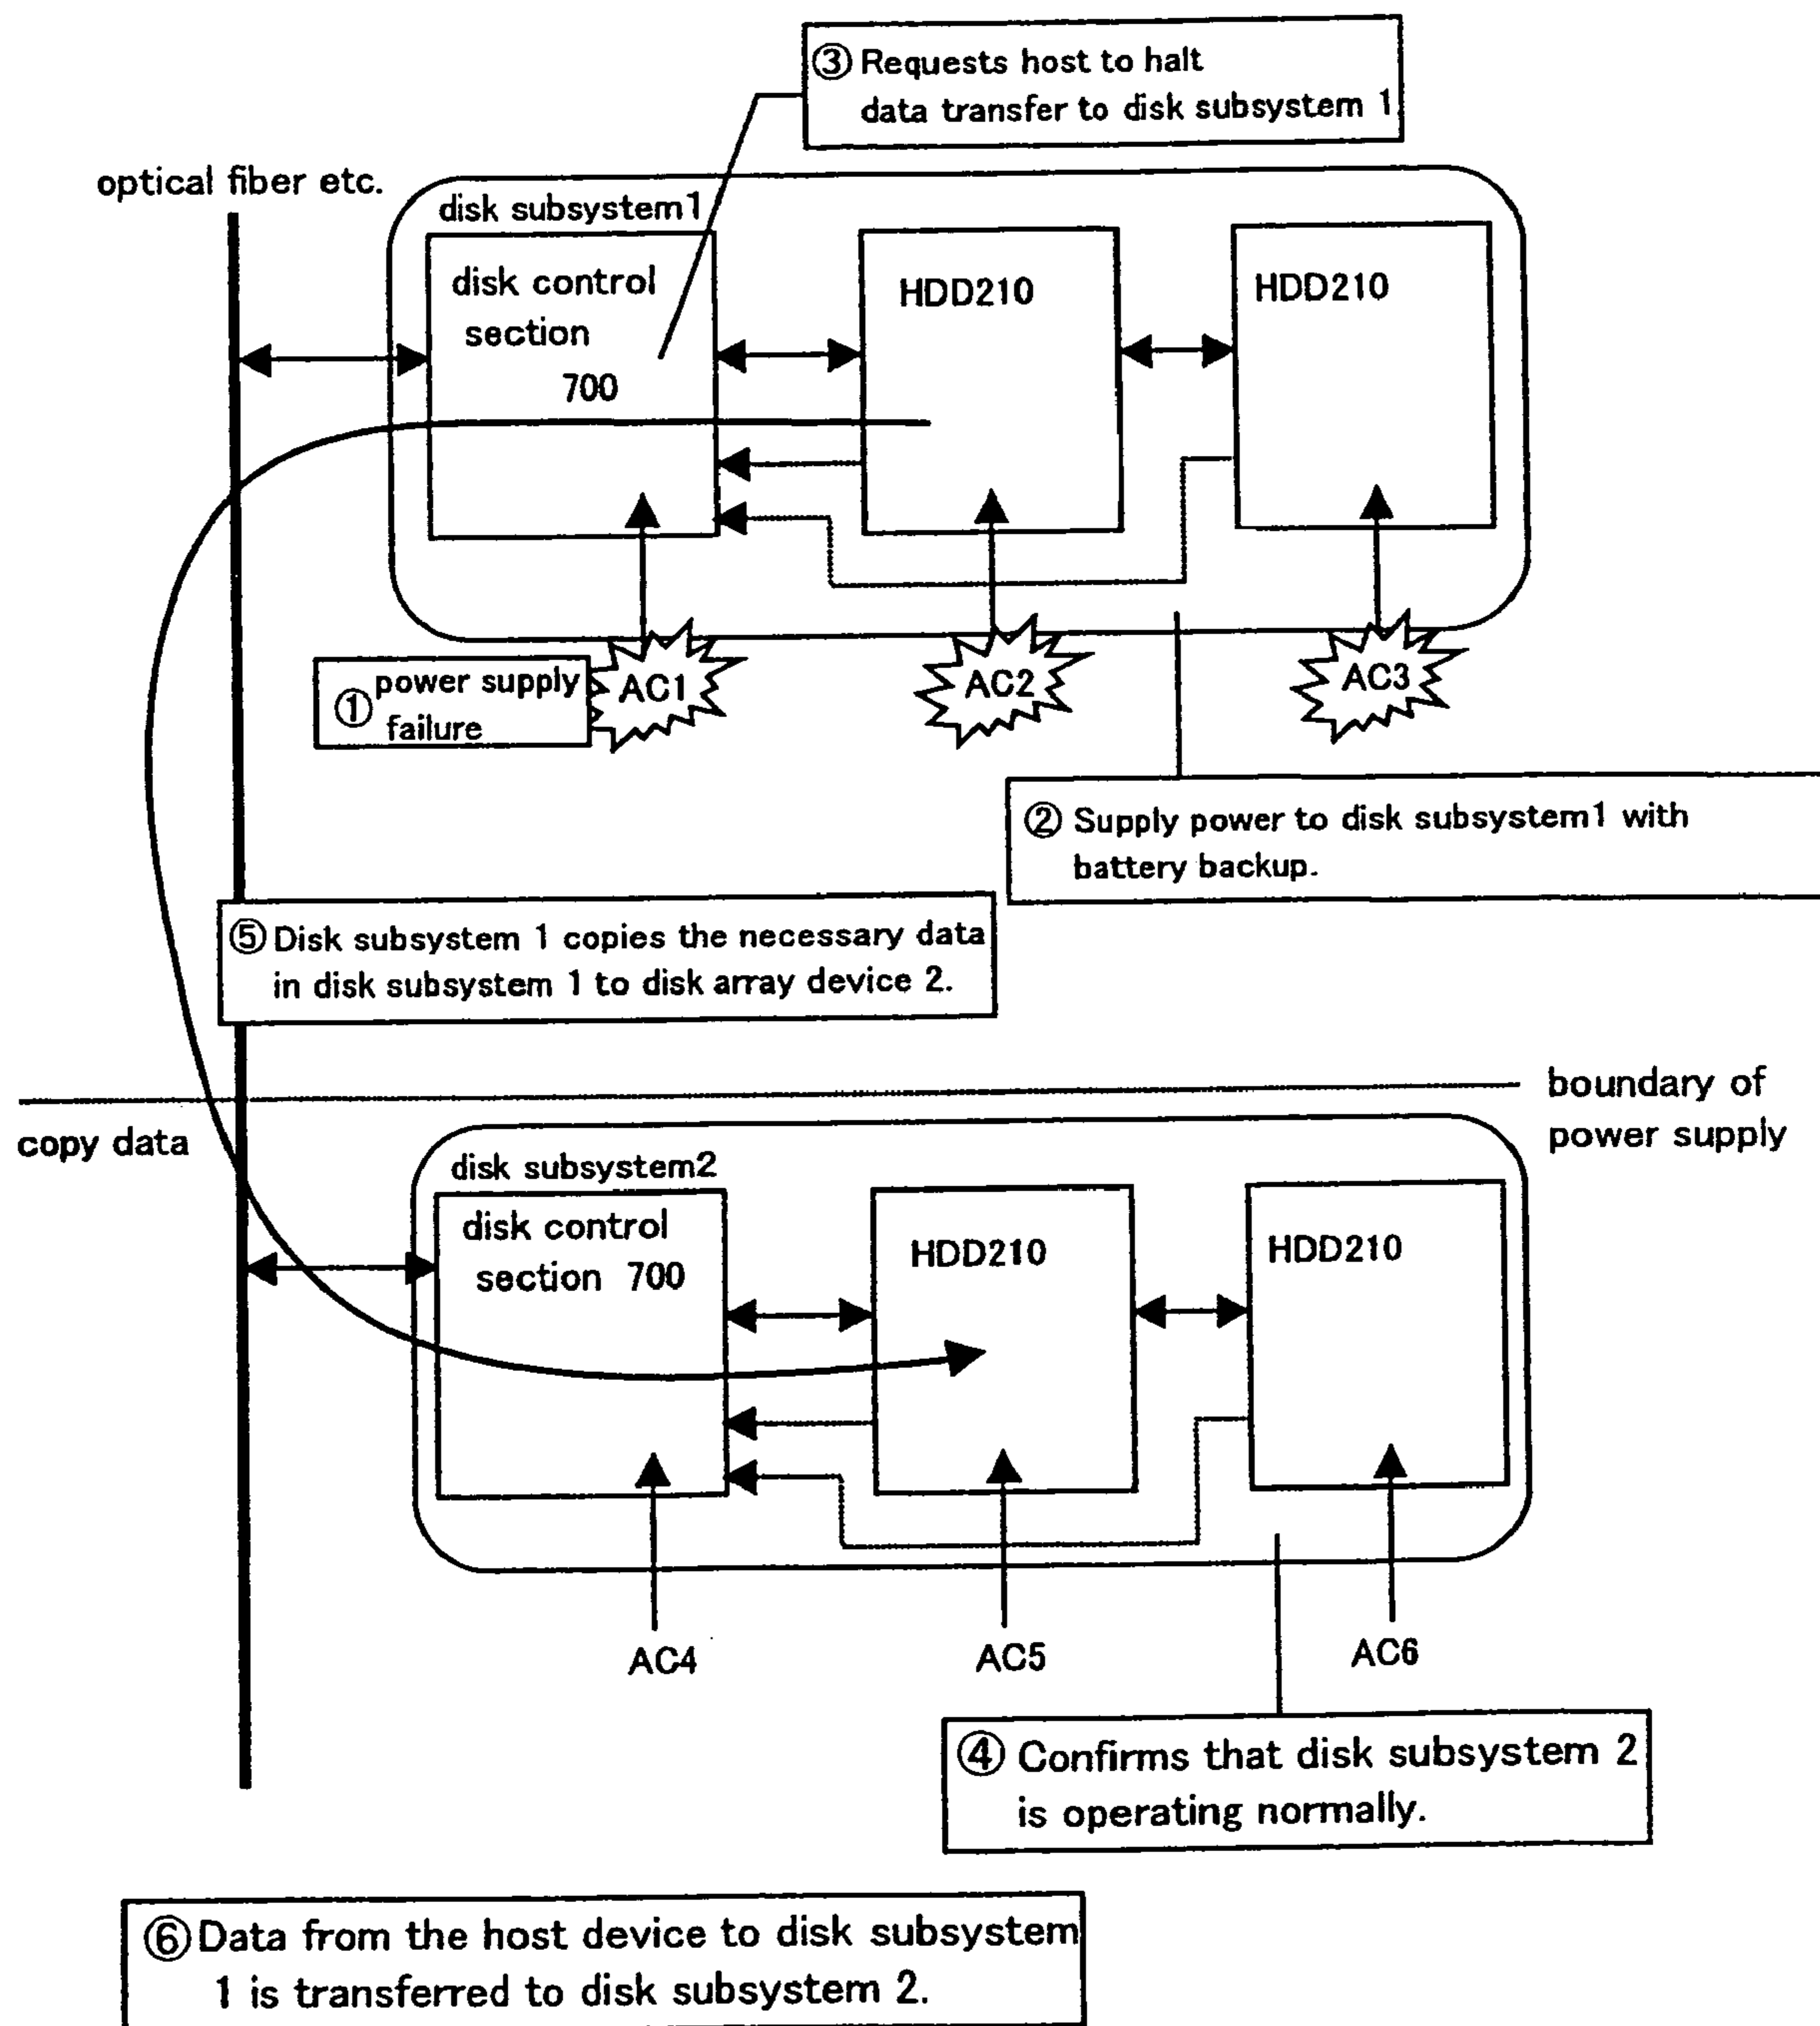 ③ Requests host to halt
data transfer to disk subsystem 1
optical fiber etc.
disk subsystem1
disk control
section
700
HDD210
HDD210
① power supply
failure
AC1
AC2
AC3
② Supply power to disk subsystem1 with
battery backup.
⑤ Disk subsystem 1 copies the necessary data
in disk subsystem 1 to disk array device 2.
boundary of
power supply
copy data
disk subsystem2
disk control
section 700
HDD210
HDD210
AC4
AC5
AC6
④ Confirms that disk subsystem 2
is operating normally.
⑥ Data from the host device to disk subsystem
1 is transferred to disk subsystem 2.